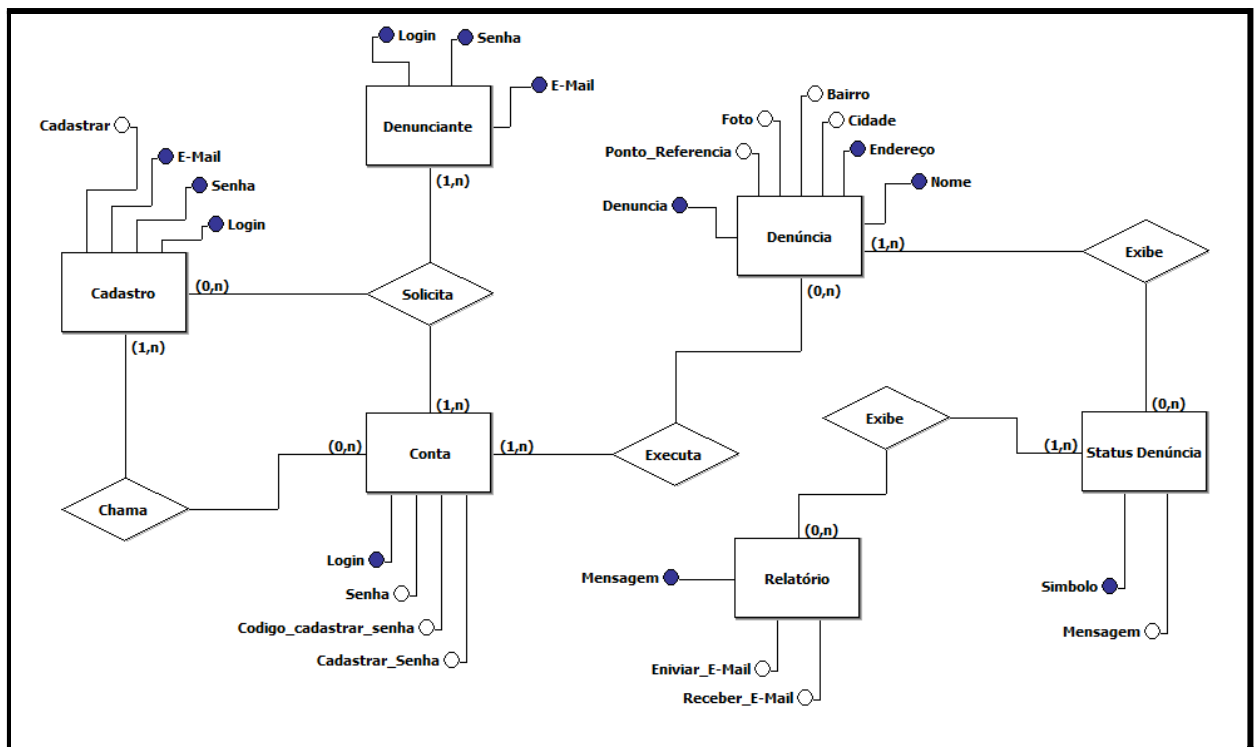 Login
Senha
E-Mail
Denunciante
(1,n)
Cadastrar
E-Mail
Senha
Login
Cadastro
(0,n)
(1,n)
Solicita
Bairro
Foto
Cidade
Ponto_Referencia
Endereço
Denuncia
Nome
Denúncia
(1,n)
(0,n)
Exibe
(1,n)
(0,n)
Conta
(1,n)
Executa
Chama
Login
Senha
Codigo_cadastrar_senha
Cadastrar_Senha
Exibe
(0,n)
(1,n)
Status Denúncia
(0,n)
Mensagem
Relatório
Simbolo
Mensagem
Eniviar_E-Mail
Receber_E-Mail